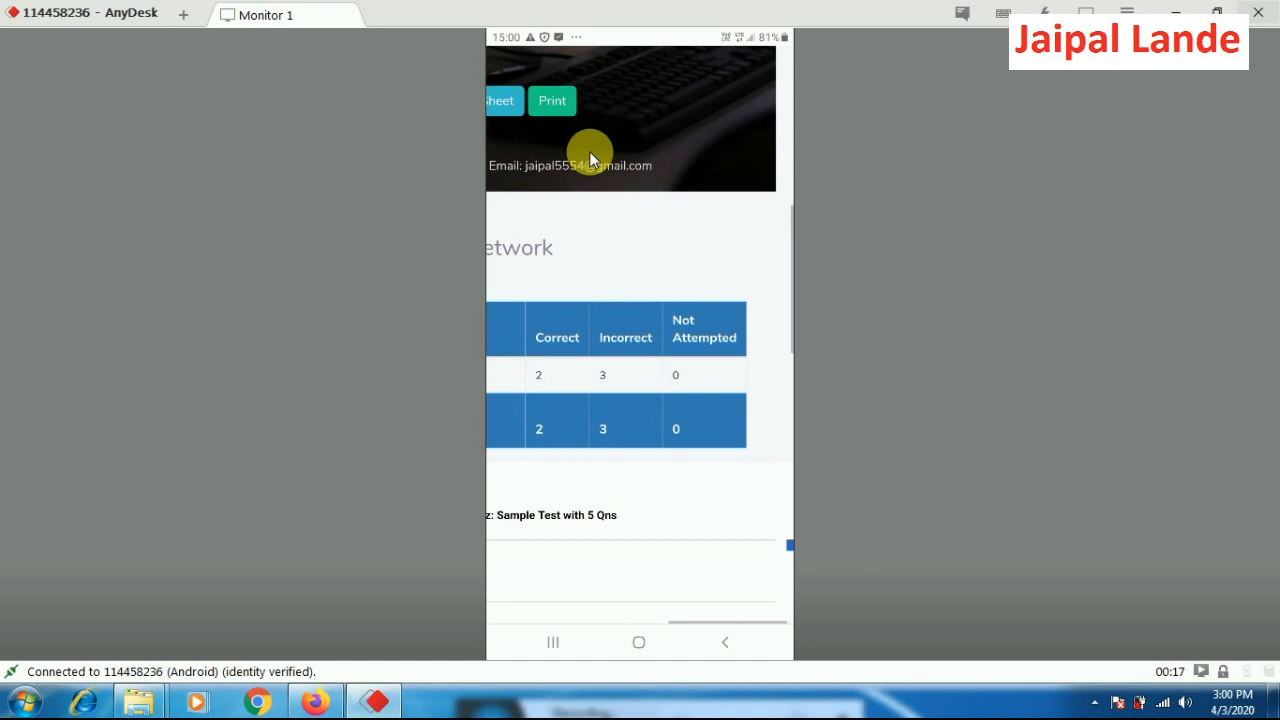 114458236 - AnyDesk
Monitor 1
Jaipal Lande
15:00
81%
Sheet Print
Email: jaipal5554@gmail.com
etwork
Correct Incorrect Not Attempted
2 3 0
2 3 0
z: Sample Test with 5 Qns
Connected to 114458236 (Android) (identity verified).
00:17
Recording
3:00 PM
4/3/2020